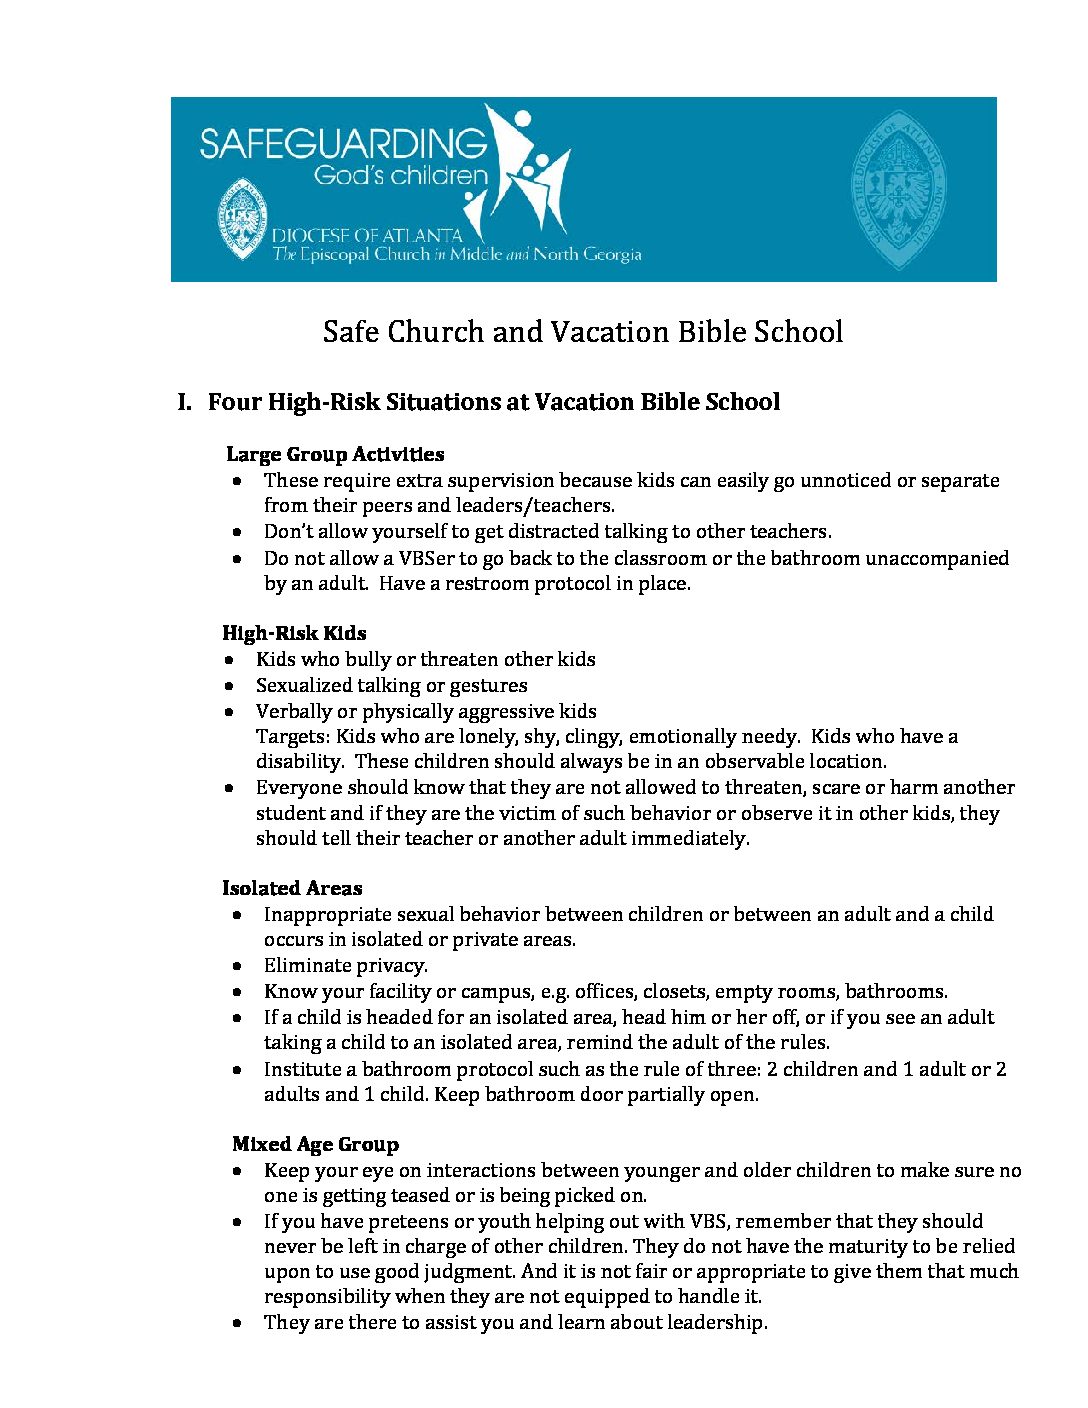 SAFEGUARDING
God's children
DIOCESE OF ATLANTA
The Episcopal Church in Middle and North Georgia
Safe Church and Vacation Bible School
I. Four High-Risk Situations at Vacation Bible School
Large Group Activities
• These require extra supervision because kids can easily go unnoticed or separate
from their peers and leaders/teachers.
• Don't allow yourself to get distracted talking to other teachers.
• Do not allow a VBSer to go back to the classroom or the bathroom unaccompanied
by an adult.  Have a restroom protocol in place.
High-Risk Kids
• Kids who bully or threaten other kids
• Sexualized talking or gestures
• Verbally or physically aggressive kids
Targets: Kids who are lonely, shy, clingy, emotionally needy.  Kids who have a
disability.  These children should always be in an observable location.
• Everyone should know that they are not allowed to threaten, scare or harm another
student and if they are the victim of such behavior or observe it in other kids, they
should tell their teacher or another adult immediately.
Isolated Areas
• Inappropriate sexual behavior between children or between an adult and a child
occurs in isolated or private areas.
• Eliminate privacy.
• Know your facility or campus, e.g. offices, closets, empty rooms, bathrooms.
• If a child is headed for an isolated area, head him or her off, or if you see an adult
taking a child to an isolated area, remind the adult of the rules.
• Institute a bathroom protocol such as the rule of three: 2 children and 1 adult or 2
adults and 1 child. Keep bathroom door partially open.
Mixed Age Group
• Keep your eye on interactions between younger and older children to make sure no
one is getting teased or is being picked on.
• If you have preteens or youth helping out with VBS, remember that they should
never be left in charge of other children. They do not have the maturity to be relied
upon to use good judgment. And it is not fair or appropriate to give them that much
responsibility when they are not equipped to handle it.
• They are there to assist you and learn about leadership.